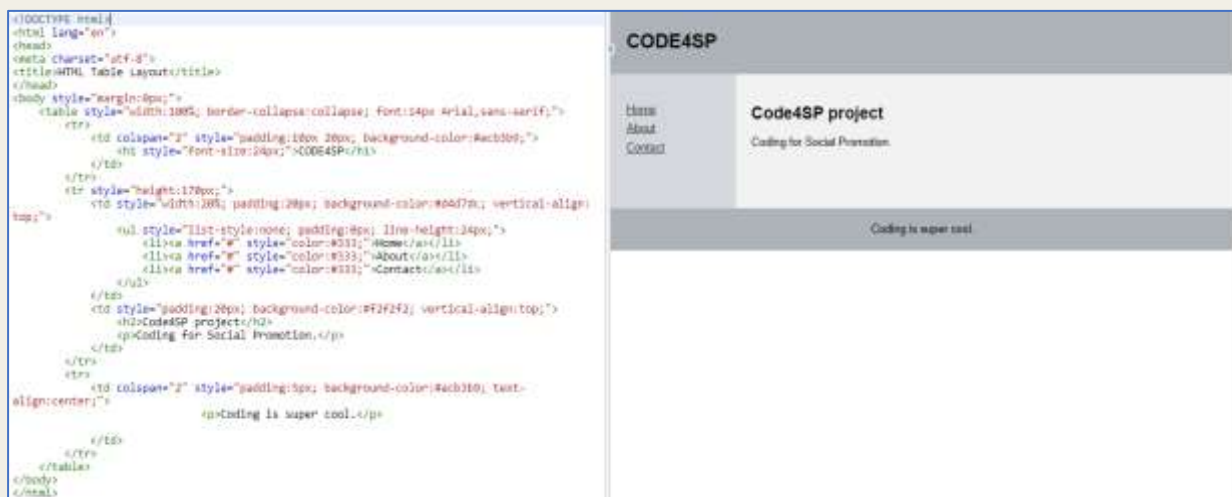 <!DOCTYPE html>
<html lang="en">
<head>
<meta charset="utf-8">
<title>HTML Table Layout</title>
</head>
<body style="margin:0px;">
<table style="width:100%; border-collapse:collapse; font:14px Arial,sans-serif;">
<tr>
<td colspan="2" style="padding:10px 20px; background-color:#acb3b9;">
<h1 style="font-size:24px;">CODE4SP</h1>
</td>
</tr>
<tr style="height:170px;">
<td style="width:20%; padding:20px; background-color:#d4d7dc; vertical-align:
top;">
<ul style="list-style:none; padding:0px; line-height:24px;">
<li><a href="#" style="color:#333;">Home</a></li>
<li><a href="#" style="color:#333;">About</a></li>
<li><a href="#" style="color:#333;">Contact</a></li>
</ul>
</td>
<td style="padding:20px; background-color:#f2f2f2; vertical-align:top;">
<h2>Code4SP project</h2>
<p>Coding for Social Promotion.</p>
</td>
</tr>
<tr>
<td colspan="2" style="padding:5px; background-color:#acb3b9; text-
align:center;">
<p>Coding is super cool.</p>
</td>
</tr>
</table>
</body>
</html>
CODE4SP
Home
About
Contact
Code4SP project
Coding for Social Promotion.
Coding is super cool.